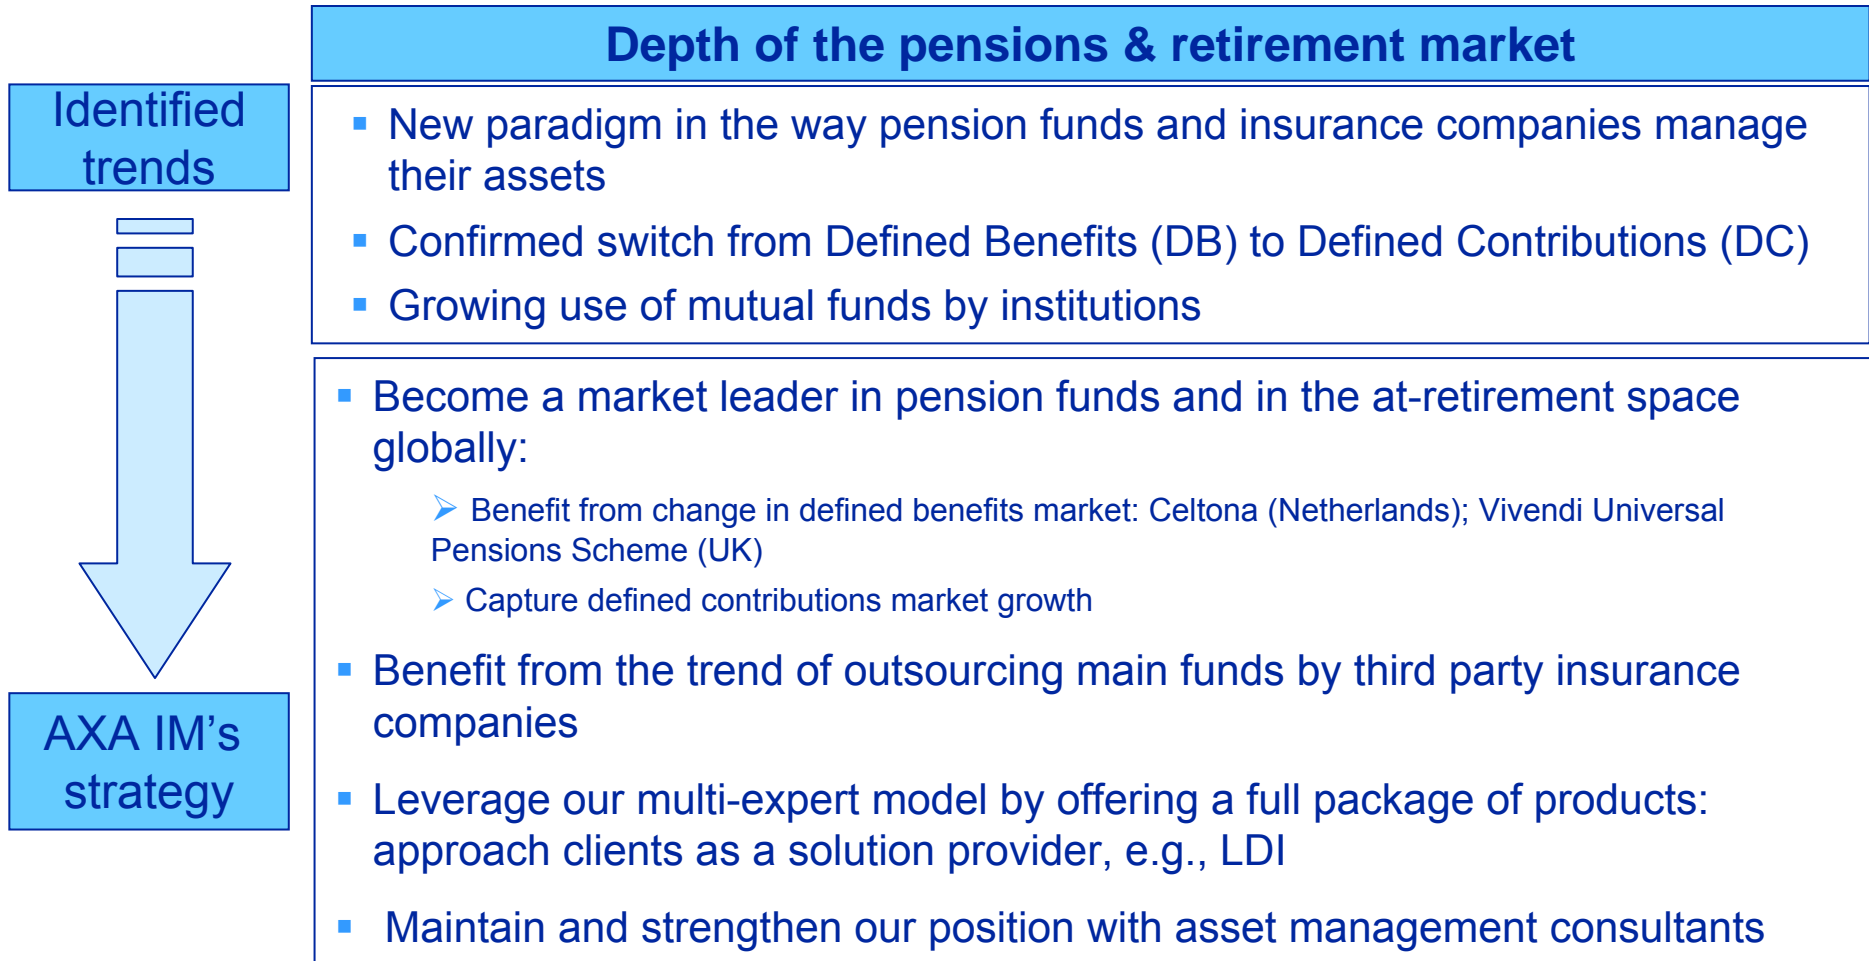 Depth of the pensions & retirement market
Identified
trends
▪ New paradigm in the way pension funds and insurance companies manage
their assets
▪ Confirmed switch from Defined Benefits (DB) to Defined Contributions (DC)
▪ Growing use of mutual funds by institutions
▪ Become a market leader in pension funds and in the at-retirement space
globally:
➢ Benefit from change in defined benefits market: Celtona (Netherlands); Vivendi Universal
Pensions Scheme (UK)
➢ Capture defined contributions market growth
▪ Benefit from the trend of outsourcing main funds by third party insurance
companies
AXA IM’s
strategy
▪ Leverage our multi-expert model by offering a full package of products:
approach clients as a solution provider, e.g., LDI
▪ Maintain and strengthen our position with asset management consultants